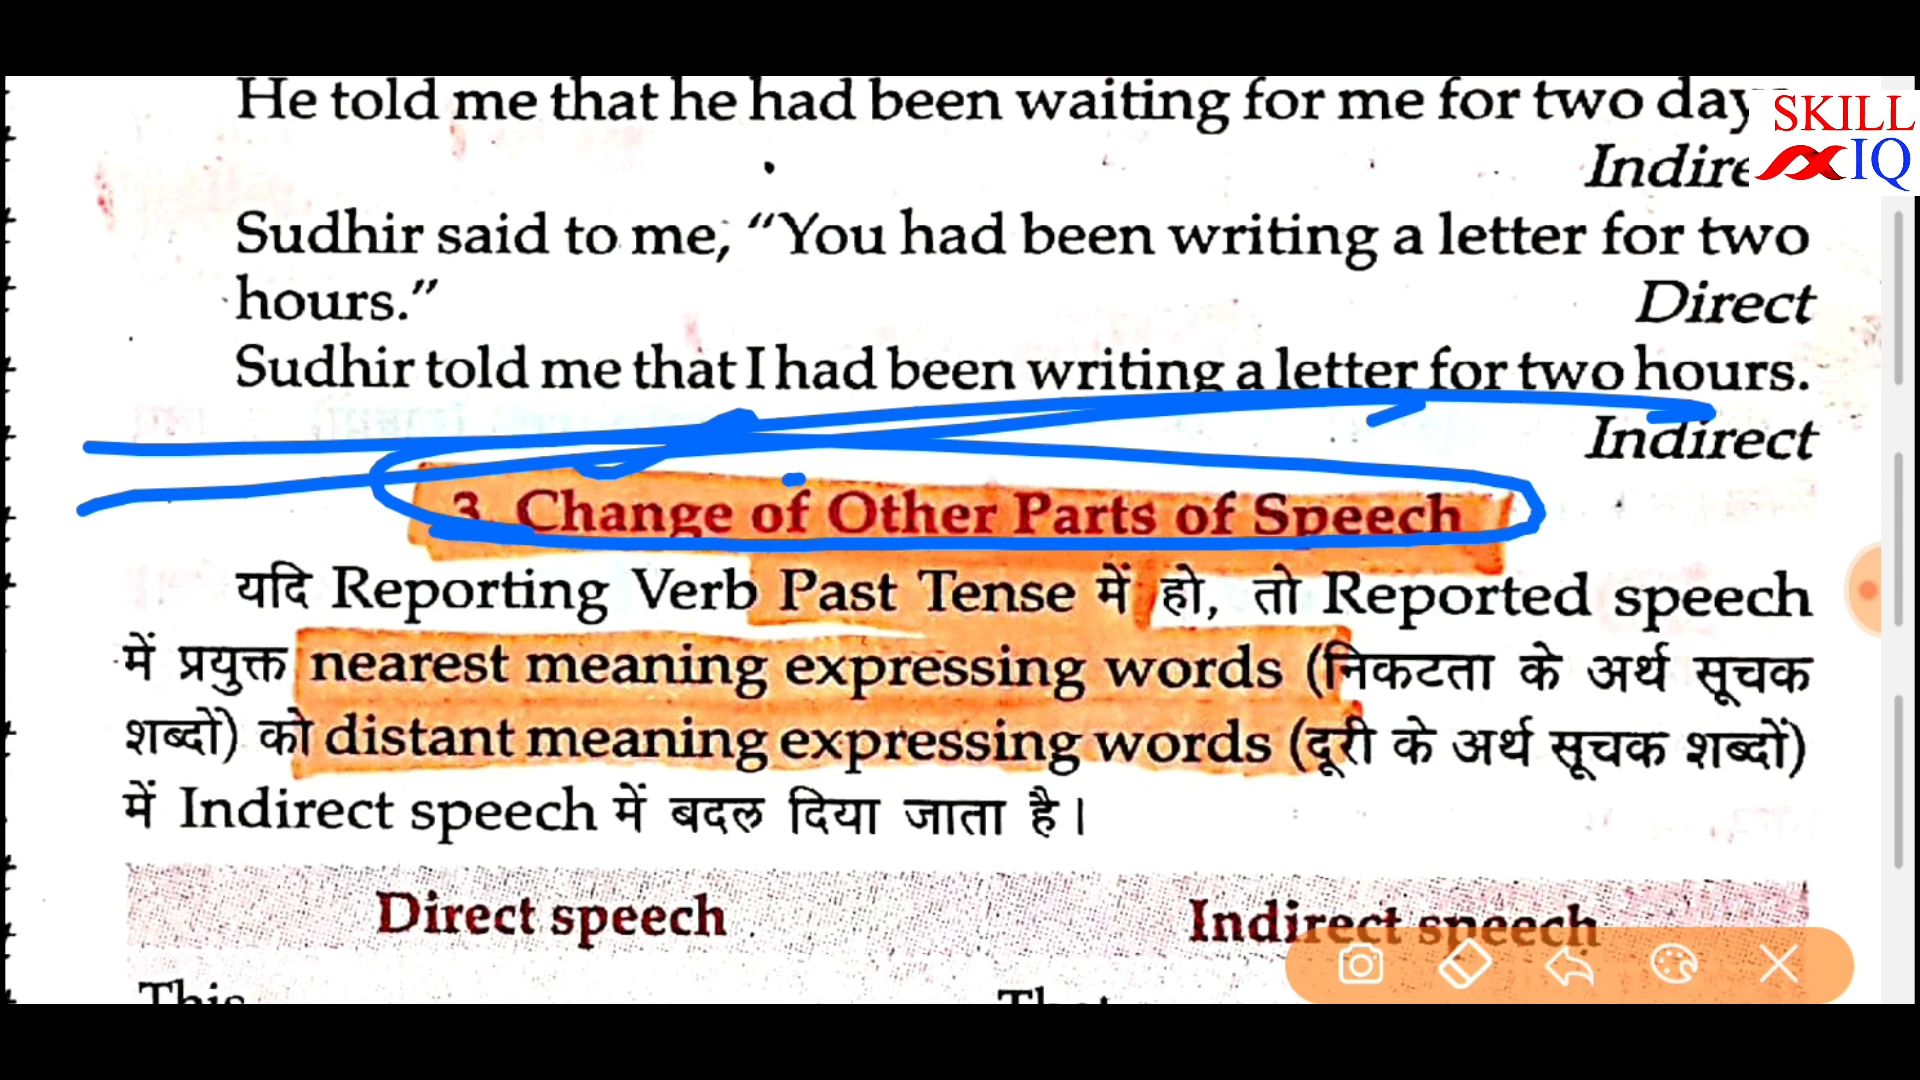 He told me that he had been waiting for me for two day
SKILL
IQ
Sudhir said to me, “You had been writing a letter for two
hours.” Direct
Sudhir told me that I had been writing a letter for two hours.
Indirect
3. Change of Other Parts of Speech
यदि Reporting Verb Past Tense में हो, तो Reported speech
में प्रयुक्त nearest meaning expressing words (निकटता के अर्थ सूचक
शब्दों) को distant meaning expressing words (दूरी के अर्थ सूचक शब्दों)
में Indirect speech में बदल दिया जाता है।
Direct speech Indirect speech
This That